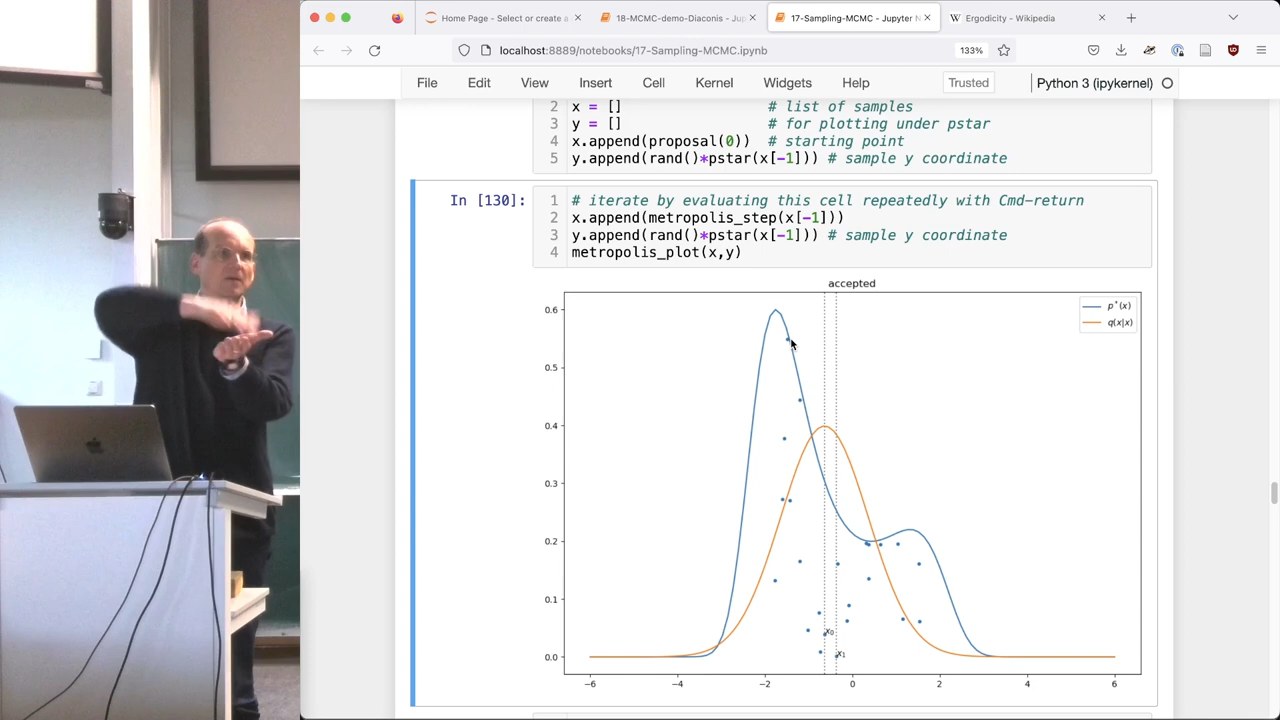 Home Page - Select or create a
18-MCMC-demo-Diaconis - Jup
17-Sampling-MCMC - Jupyter N
Ergodicity - Wikipedia
localhost:8889/notebooks/17-Sampling-MCMC.ipynb
133%
File Edit View Insert Cell Kernel Widgets Help
Trusted
Python 3 (ipykernel)
2 x = [] # list of samples
3 y = [] # for plotting under pstar
4 x.append(proposal(0)) # starting point
5 y.append(rand()*pstar(x[-1])) # sample y coordinate
In [130]:
1 # iterate by evaluating this cell repeatedly with Cmd-return
2 x.append(metropolis_step(x[-1]))
3 y.append(rand()*pstar(x[-1])) # sample y coordinate
4 metropolis_plot(x,y)
accepted
p*(x)
q(x|x)
0.6
0.5
0.4
0.3
0.2
0.1
0.0
x₀
x₁
−6 −4 −2 0 2 4 6